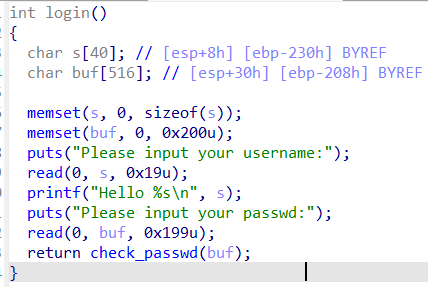 int login()
{
char s[40]; // [esp+8h] [ebp-230h] BYREF
char buf[516]; // [esp+30h] [ebp-208h] BYREF
memset(s, 0, sizeof(s));
memset(buf, 0, 0x200u);
puts("Please input your username:");
read(0, s, 0x19u);
printf("Hello %s\n", s);
puts("Please input your passwd:");
read(0, buf, 0x199u);
return check_passwd(buf);
}